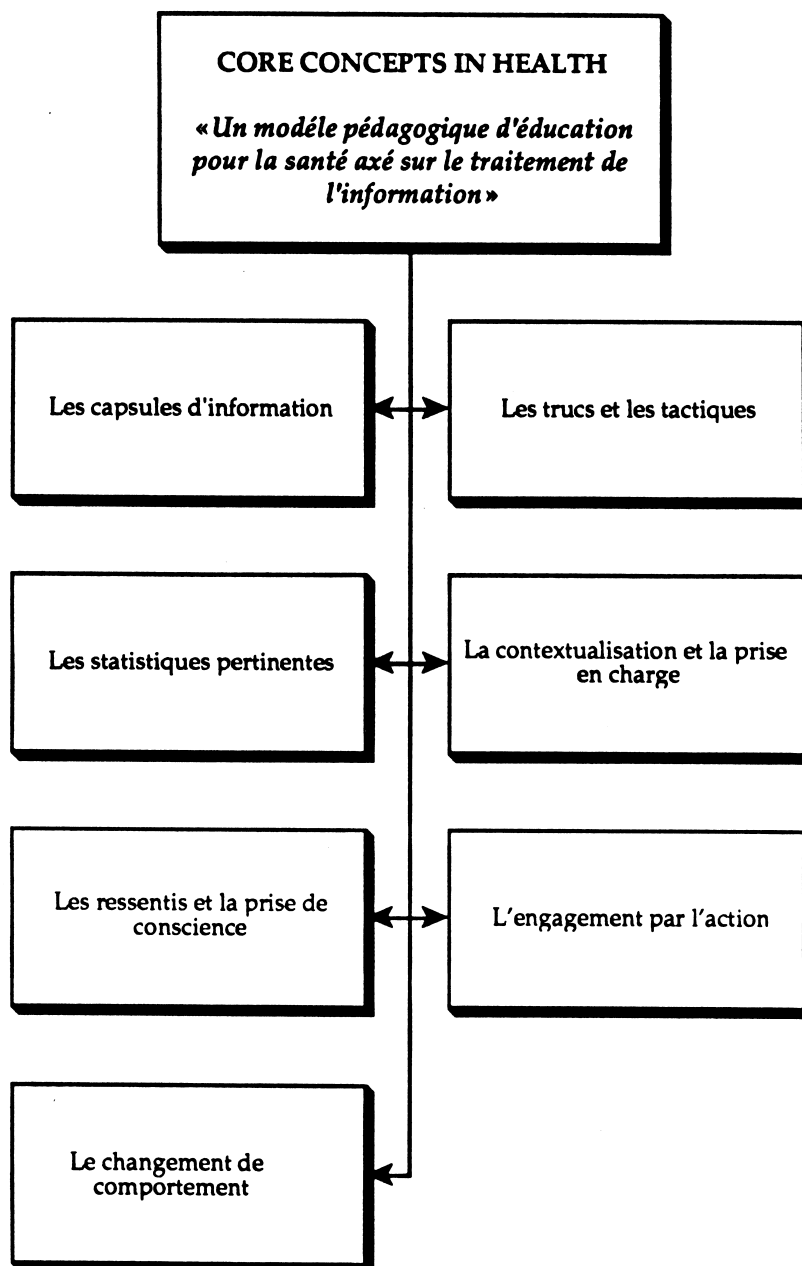 CORE CONCEPTS IN HEALTH
«Un modéle pédagogique d'éducation
pour la santé axé sur le traitement de
l'information»
Les capsules d'information
Les trucs et les tactiques
Les statistiques pertinentes
La contextualisation et la prise
en charge
Les ressentis et la prise de
conscience
L'engagement par l'action
Le changement de
comportement